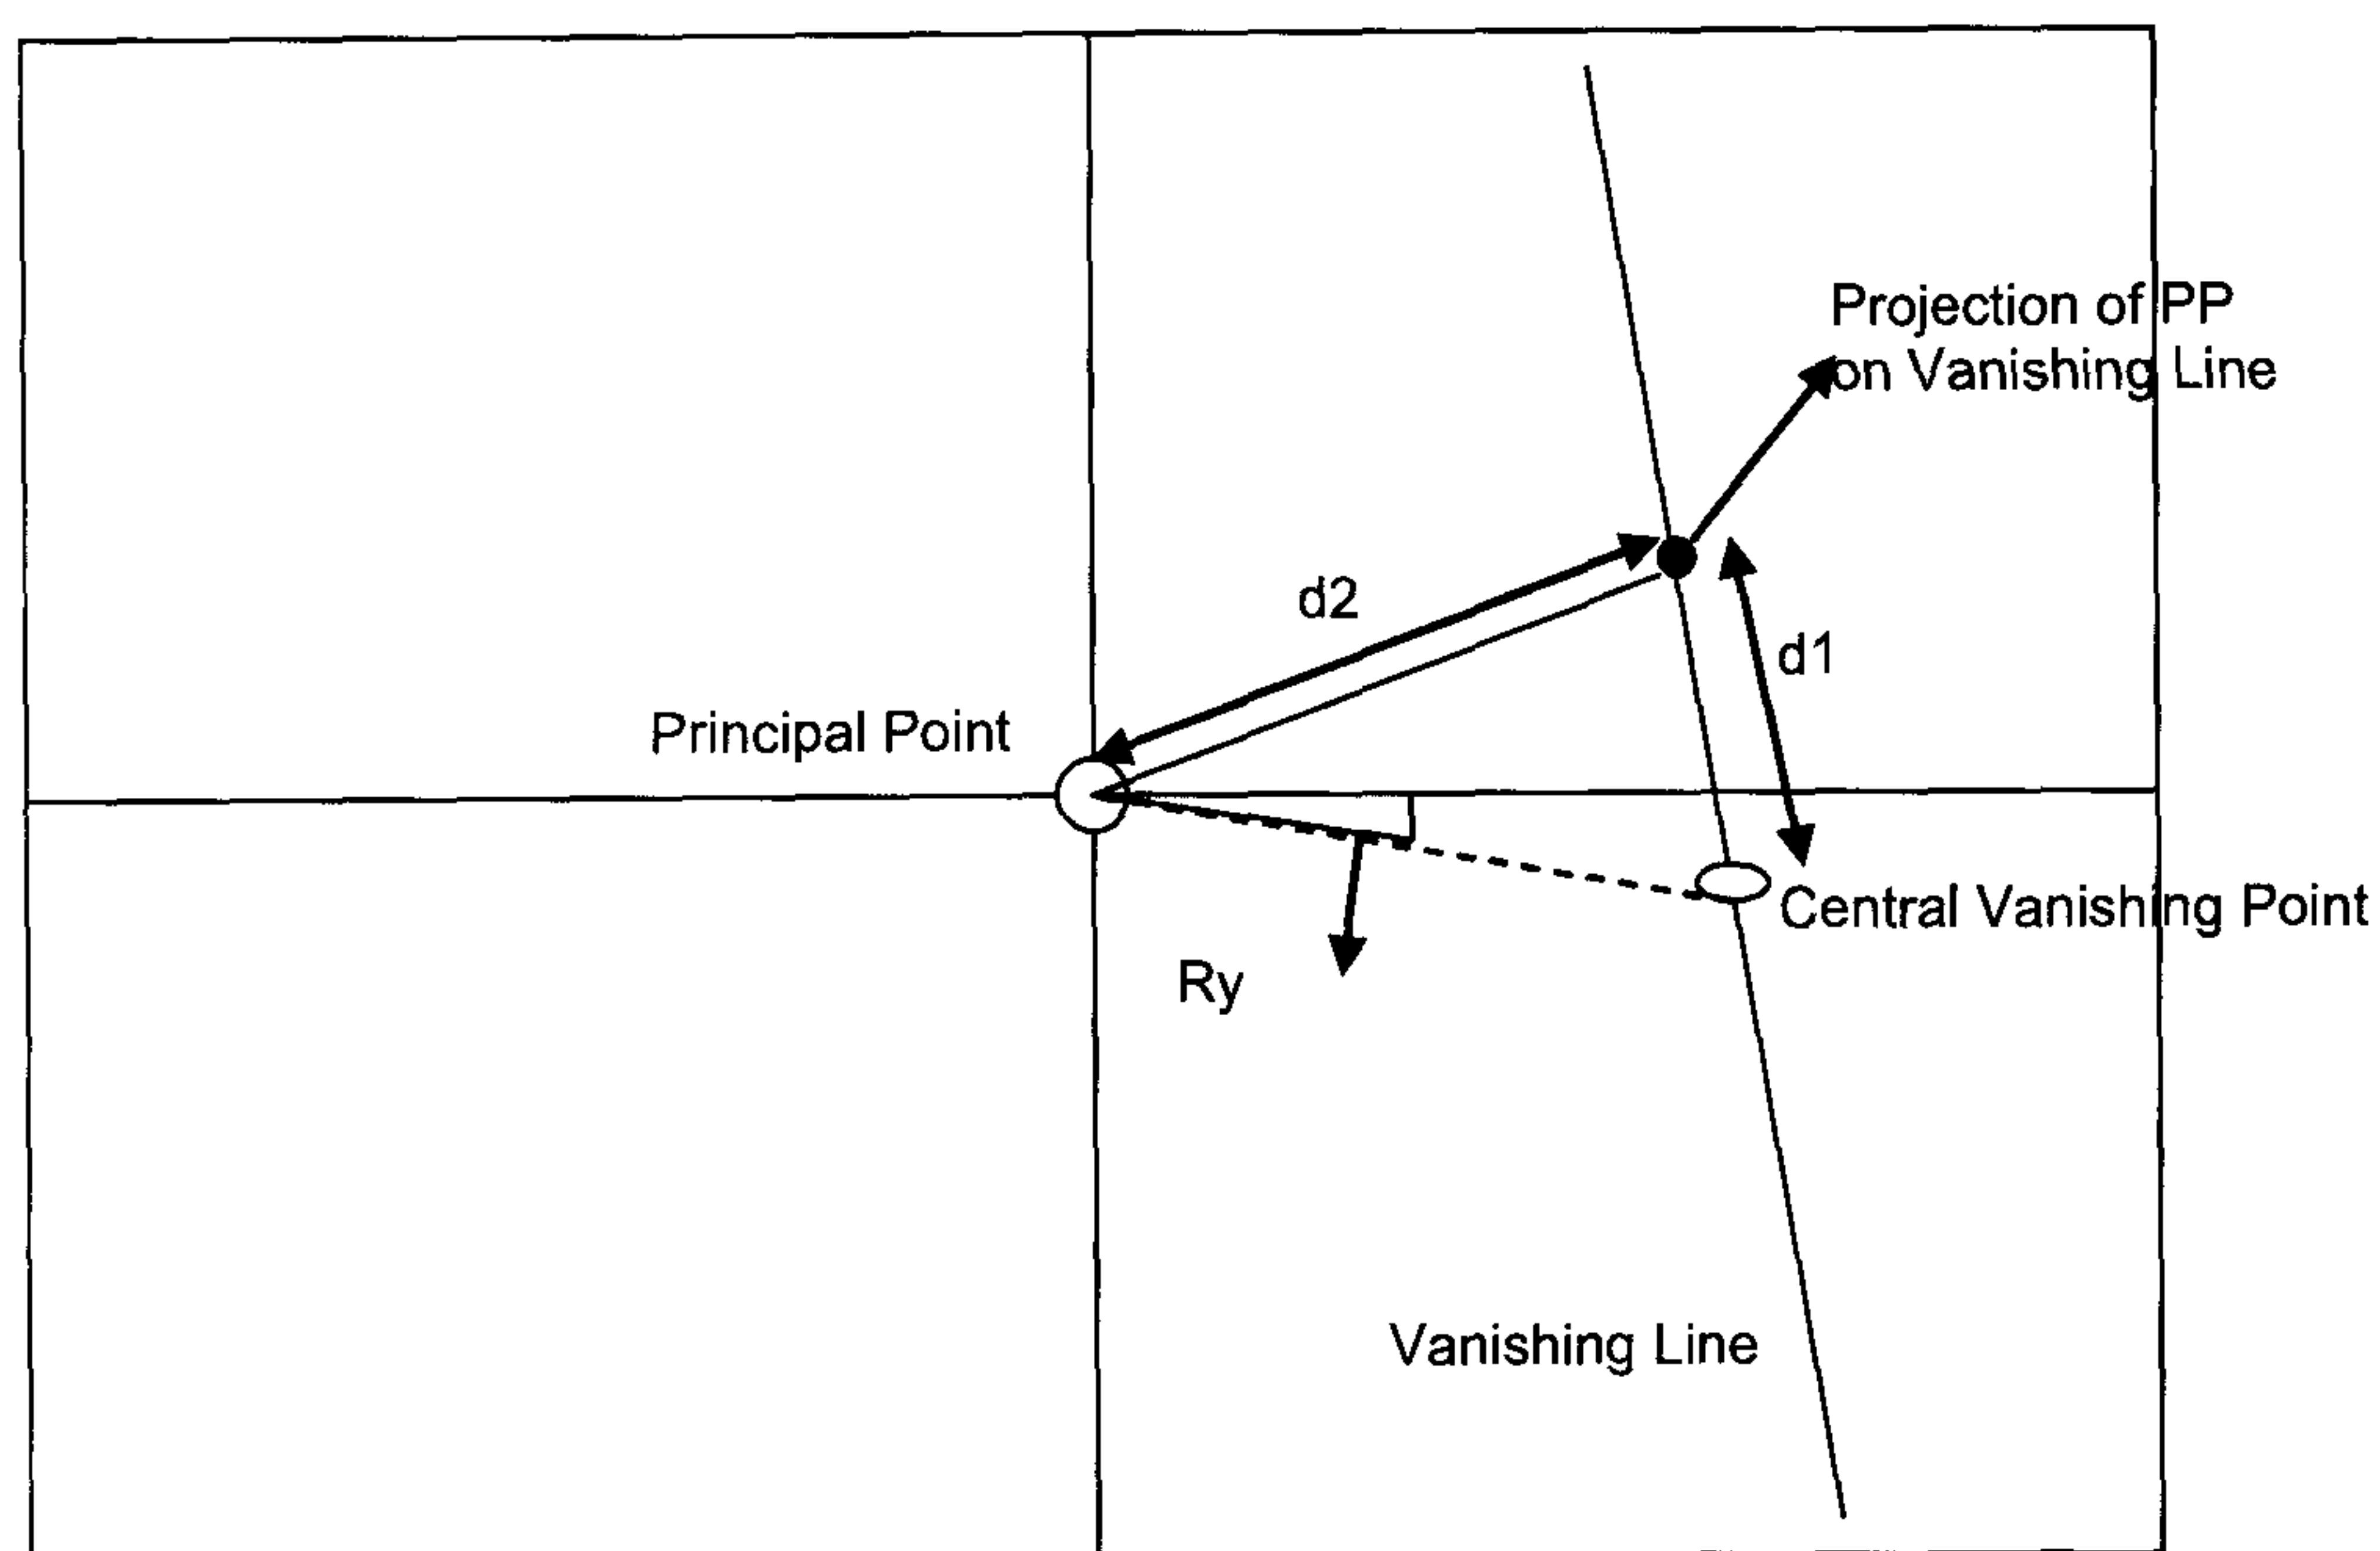 Projection of PP
on Vanishing Line
d2
d1
Principal Point
Central Vanishing Point
Ry
Vanishing Line